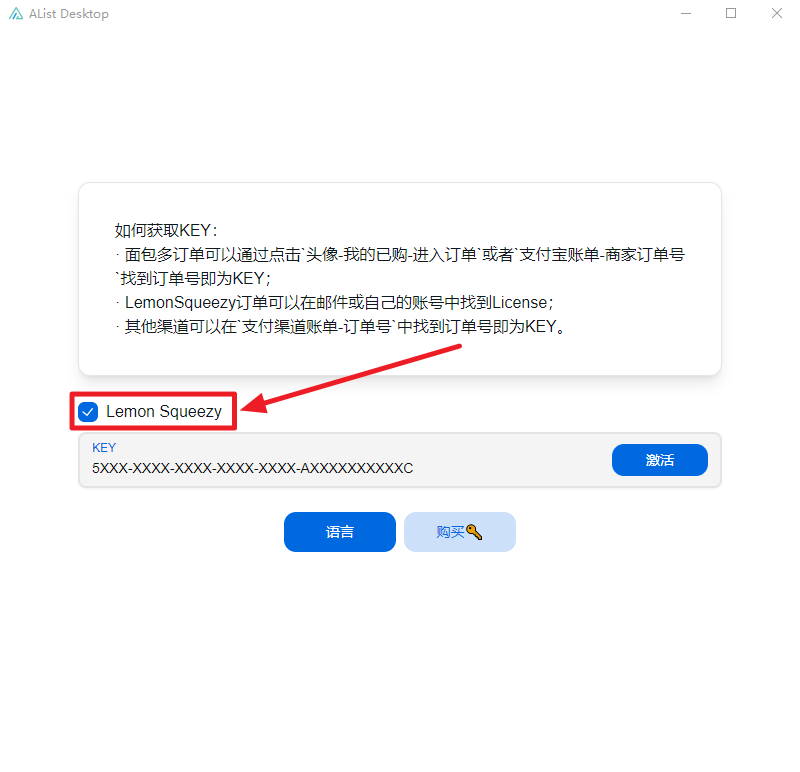 AList Desktop
如何获取KEY：
· 面包多订单可以通过点击`头像-我的已购-进入订单`或者`支付宝账单-商家订单号
`找到订单号即为KEY；
· LemonSqueezy订单可以在邮件或自己的账号中找到License；
· 其他渠道可以在`支付渠道账单-订单号`中找到订单号即为KEY。
Lemon Squeezy
KEY
5XXX-XXXX-XXXX-XXXX-XXXX-AXXXXXXXXXXC
激活
语言
购买🔑